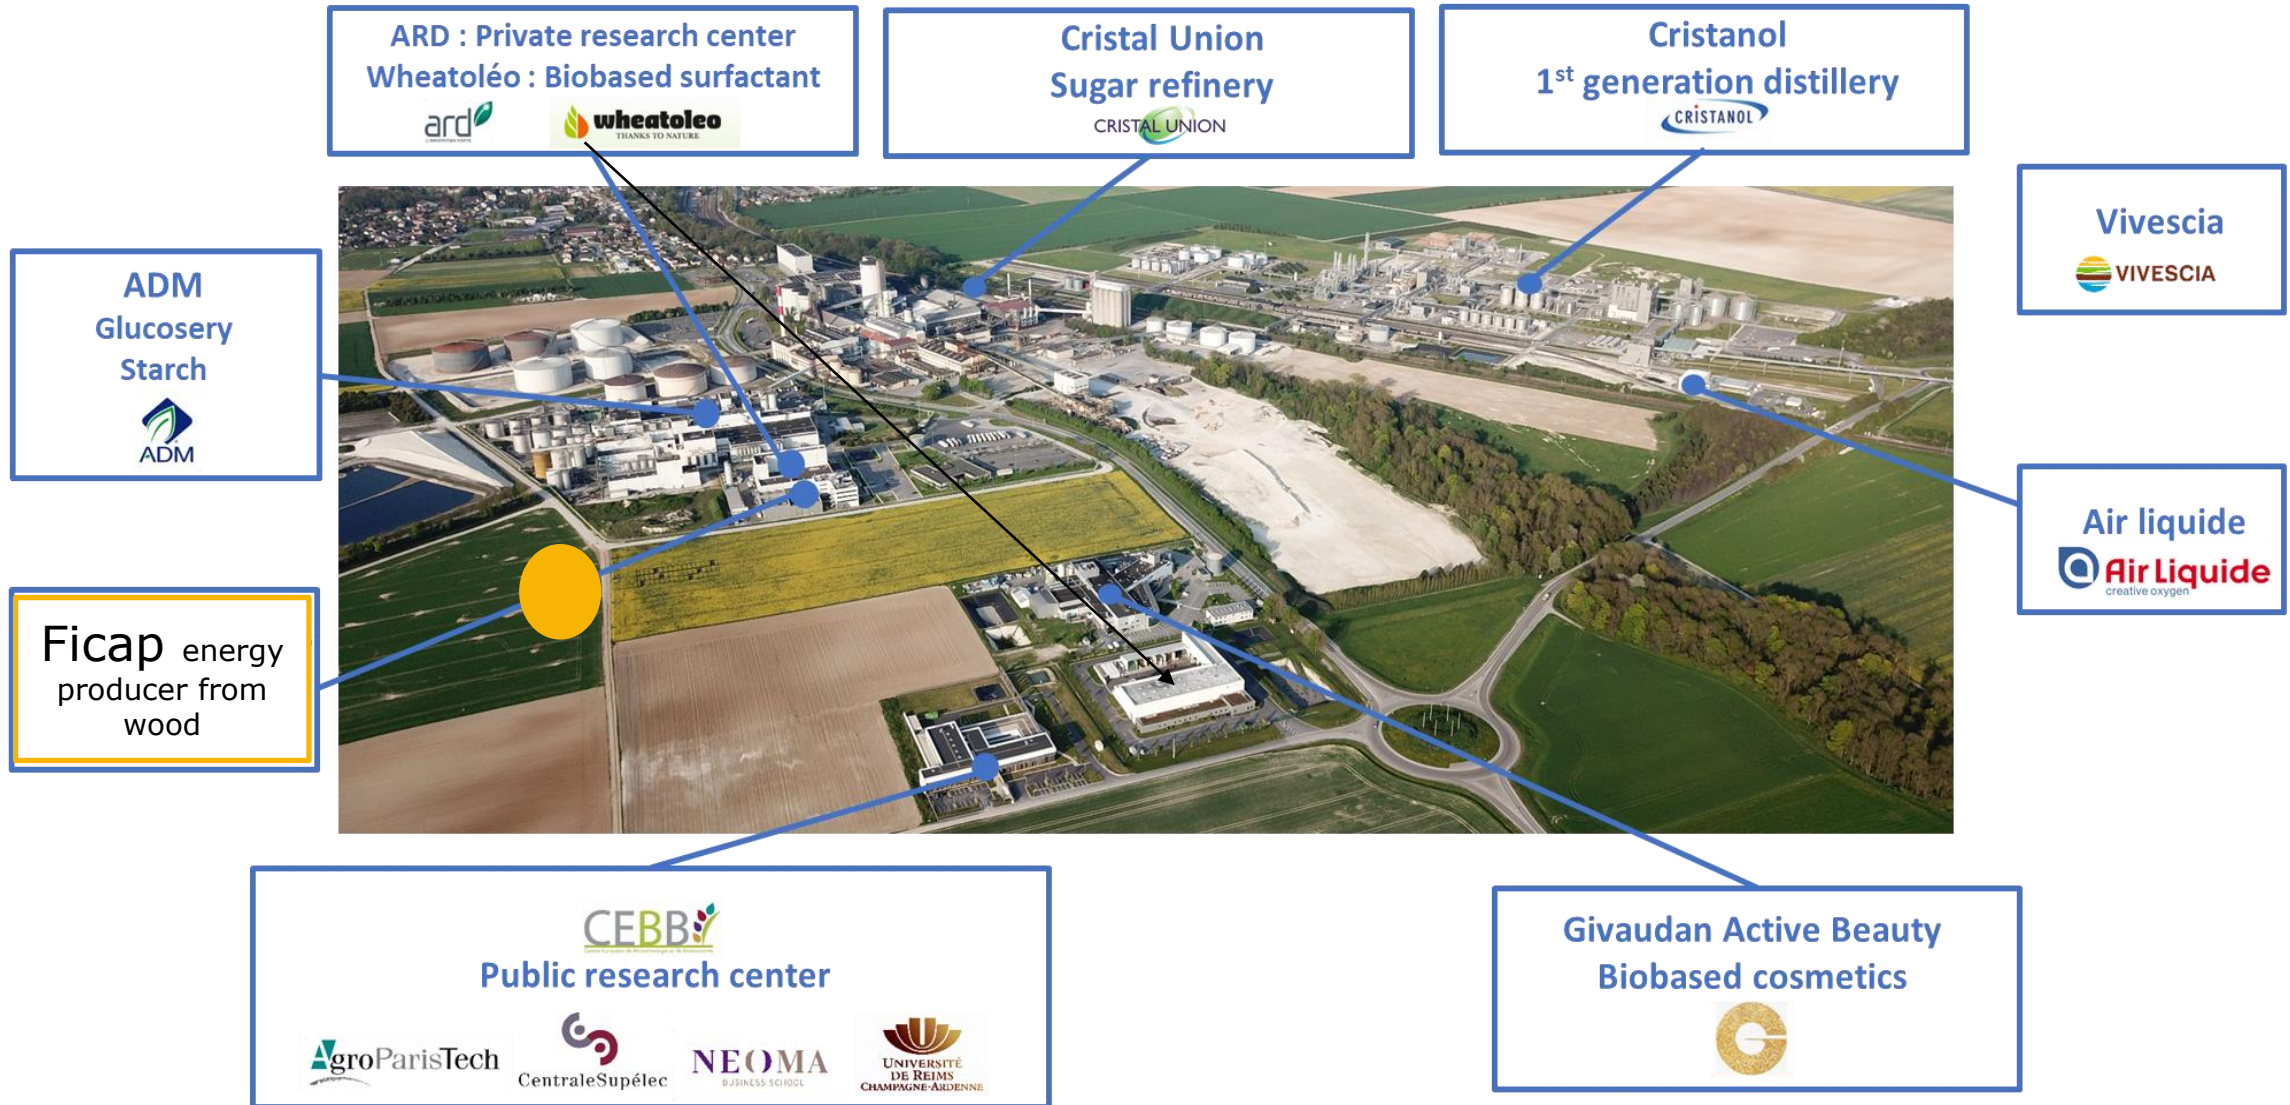 ARD : Private research center
Wheatoléo : Biobased surfactant
ard
wheatoleo
THANKS TO NATURE
Cristal Union
Sugar refinery
CRISTAL UNION
Cristanol
1st generation distillery
CRISTANOL
Vivescia
VIVESCIA
ADM
Glucosery
Starch
ADM
Air liquide
Air Liquide
creative oxygen
Ficap energy
producer from
wood
CEBB
Public research center
AgroParisTech
CentraleSupélec
NEOMA
BUSINESS SCHOOL
UNIVERSITÉ
DE REIMS
CHAMPAGNE-ARDENNE
Givaudan Active Beauty
Biobased cosmetics